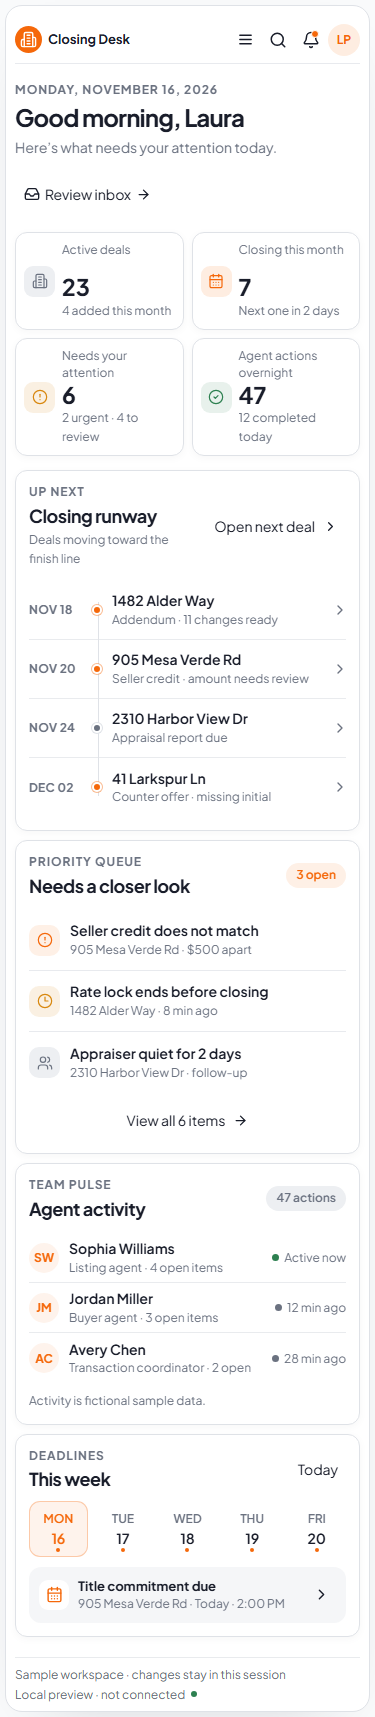 Closing Desk
LP
MONDAY, NOVEMBER 16, 2026
Good morning, Laura
Here's what needs your attention today.
Review inbox
Active deals
23
4 added this month
Closing this month
7
Next one in 2 days
Needs your
attention
6
2 urgent · 4 to
review
Agent actions
overnight
47
12 completed
today
UP NEXT
Closing runway
Deals moving toward the
finish line
Open next deal
NOV 18
1482 Alder Way
Addendum · 11 changes ready
NOV 20
905 Mesa Verde Rd
Seller credit · amount needs review
NOV 24
2310 Harbor View Dr
Appraisal report due
DEC 02
41 Larkspur Ln
Counter offer · missing initial
PRIORITY QUEUE
Needs a closer look
3 open
Seller credit does not match
905 Mesa Verde Rd · $500 apart
Rate lock ends before closing
1482 Alder Way · 8 min ago
Appraiser quiet for 2 days
2310 Harbor View Dr · follow-up
View all 6 items
TEAM PULSE
Agent activity
47 actions
SW
Sophia Williams
Listing agent · 4 open items
Active now
JM
Jordan Miller
Buyer agent · 3 open items
12 min ago
AC
Avery Chen
Transaction coordinator · 2 open
28 min ago
Activity is fictional sample data.
DEADLINES
This week
Today
MON
16
TUE
17
WED
18
THU
19
FRI
20
Title commitment due
905 Mesa Verde Rd · Today · 2:00 PM
Sample workspace · changes stay in this session
Local preview · not connected